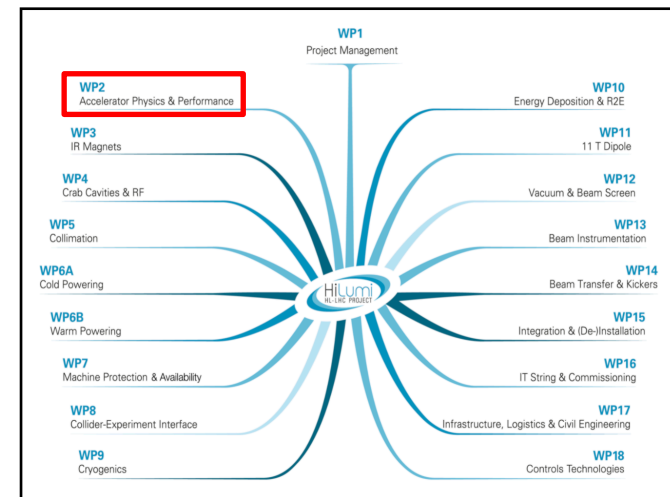 WP1
Project Management
WP2
Accelerator Physics & Performance
WP3
IR Magnets
WP4
Crab Cavities & RF
WP5
Collimation
WP6A
Cold Powering
WP6B
Warm Powering
WP7
Machine Protection & Availability
WP8
Collider-Experiment Interface
WP9
Cryogenics
HiLumi
HL-LHC PROJECT
WP10
Energy Deposition & R2E
WP11
11 T Dipole
WP12
Vacuum & Beam Screen
WP13
Beam Instrumentation
WP14
Beam Transfer & Kickers
WP15
Integration & (De-)Installation
WP16
IT String & Commissioning
WP17
Infrastructure, Logistics & Civil Engineering
WP18
Controls Technologies